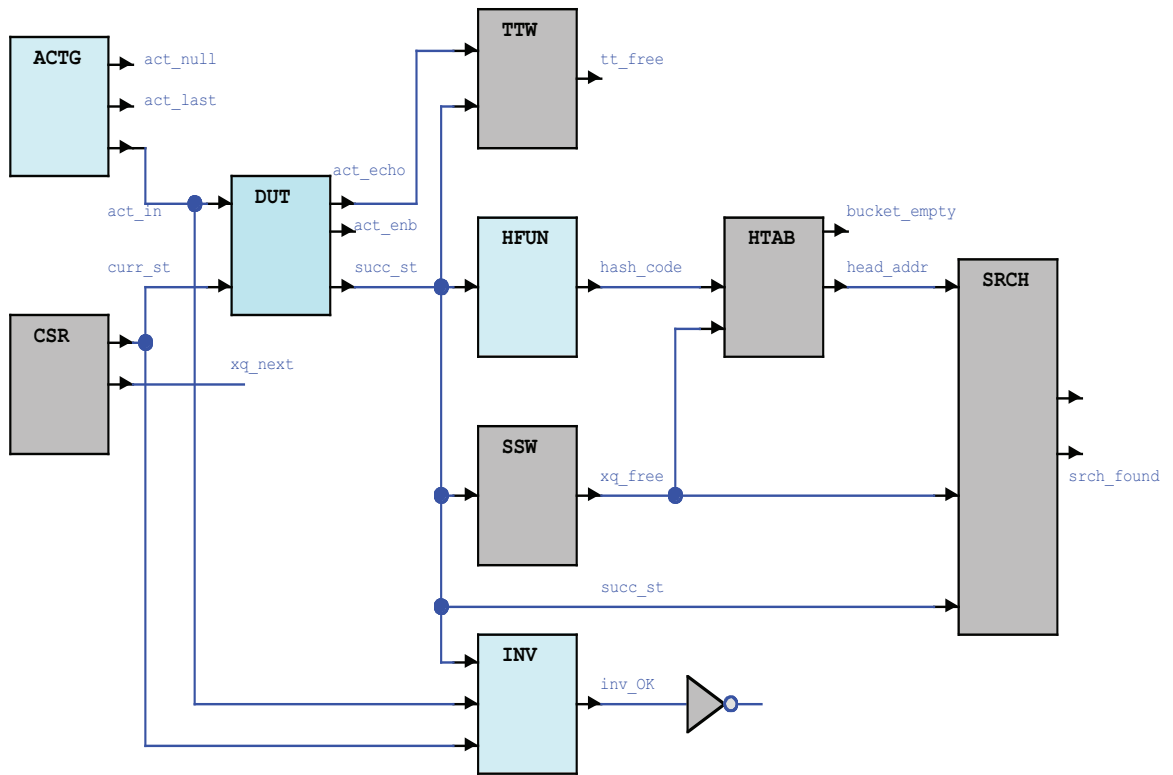 TTW
ACTG
act_null
tt_free
act_last
act_echo
DUT
act_in
act_enb
bucket_empty
HFUN
HTAB
curr_st
succ_st
hash_code
head_addr
SRCH
CSR
xq_next
SSW
xq_free
srch_found
succ_st
INV
inv_OK